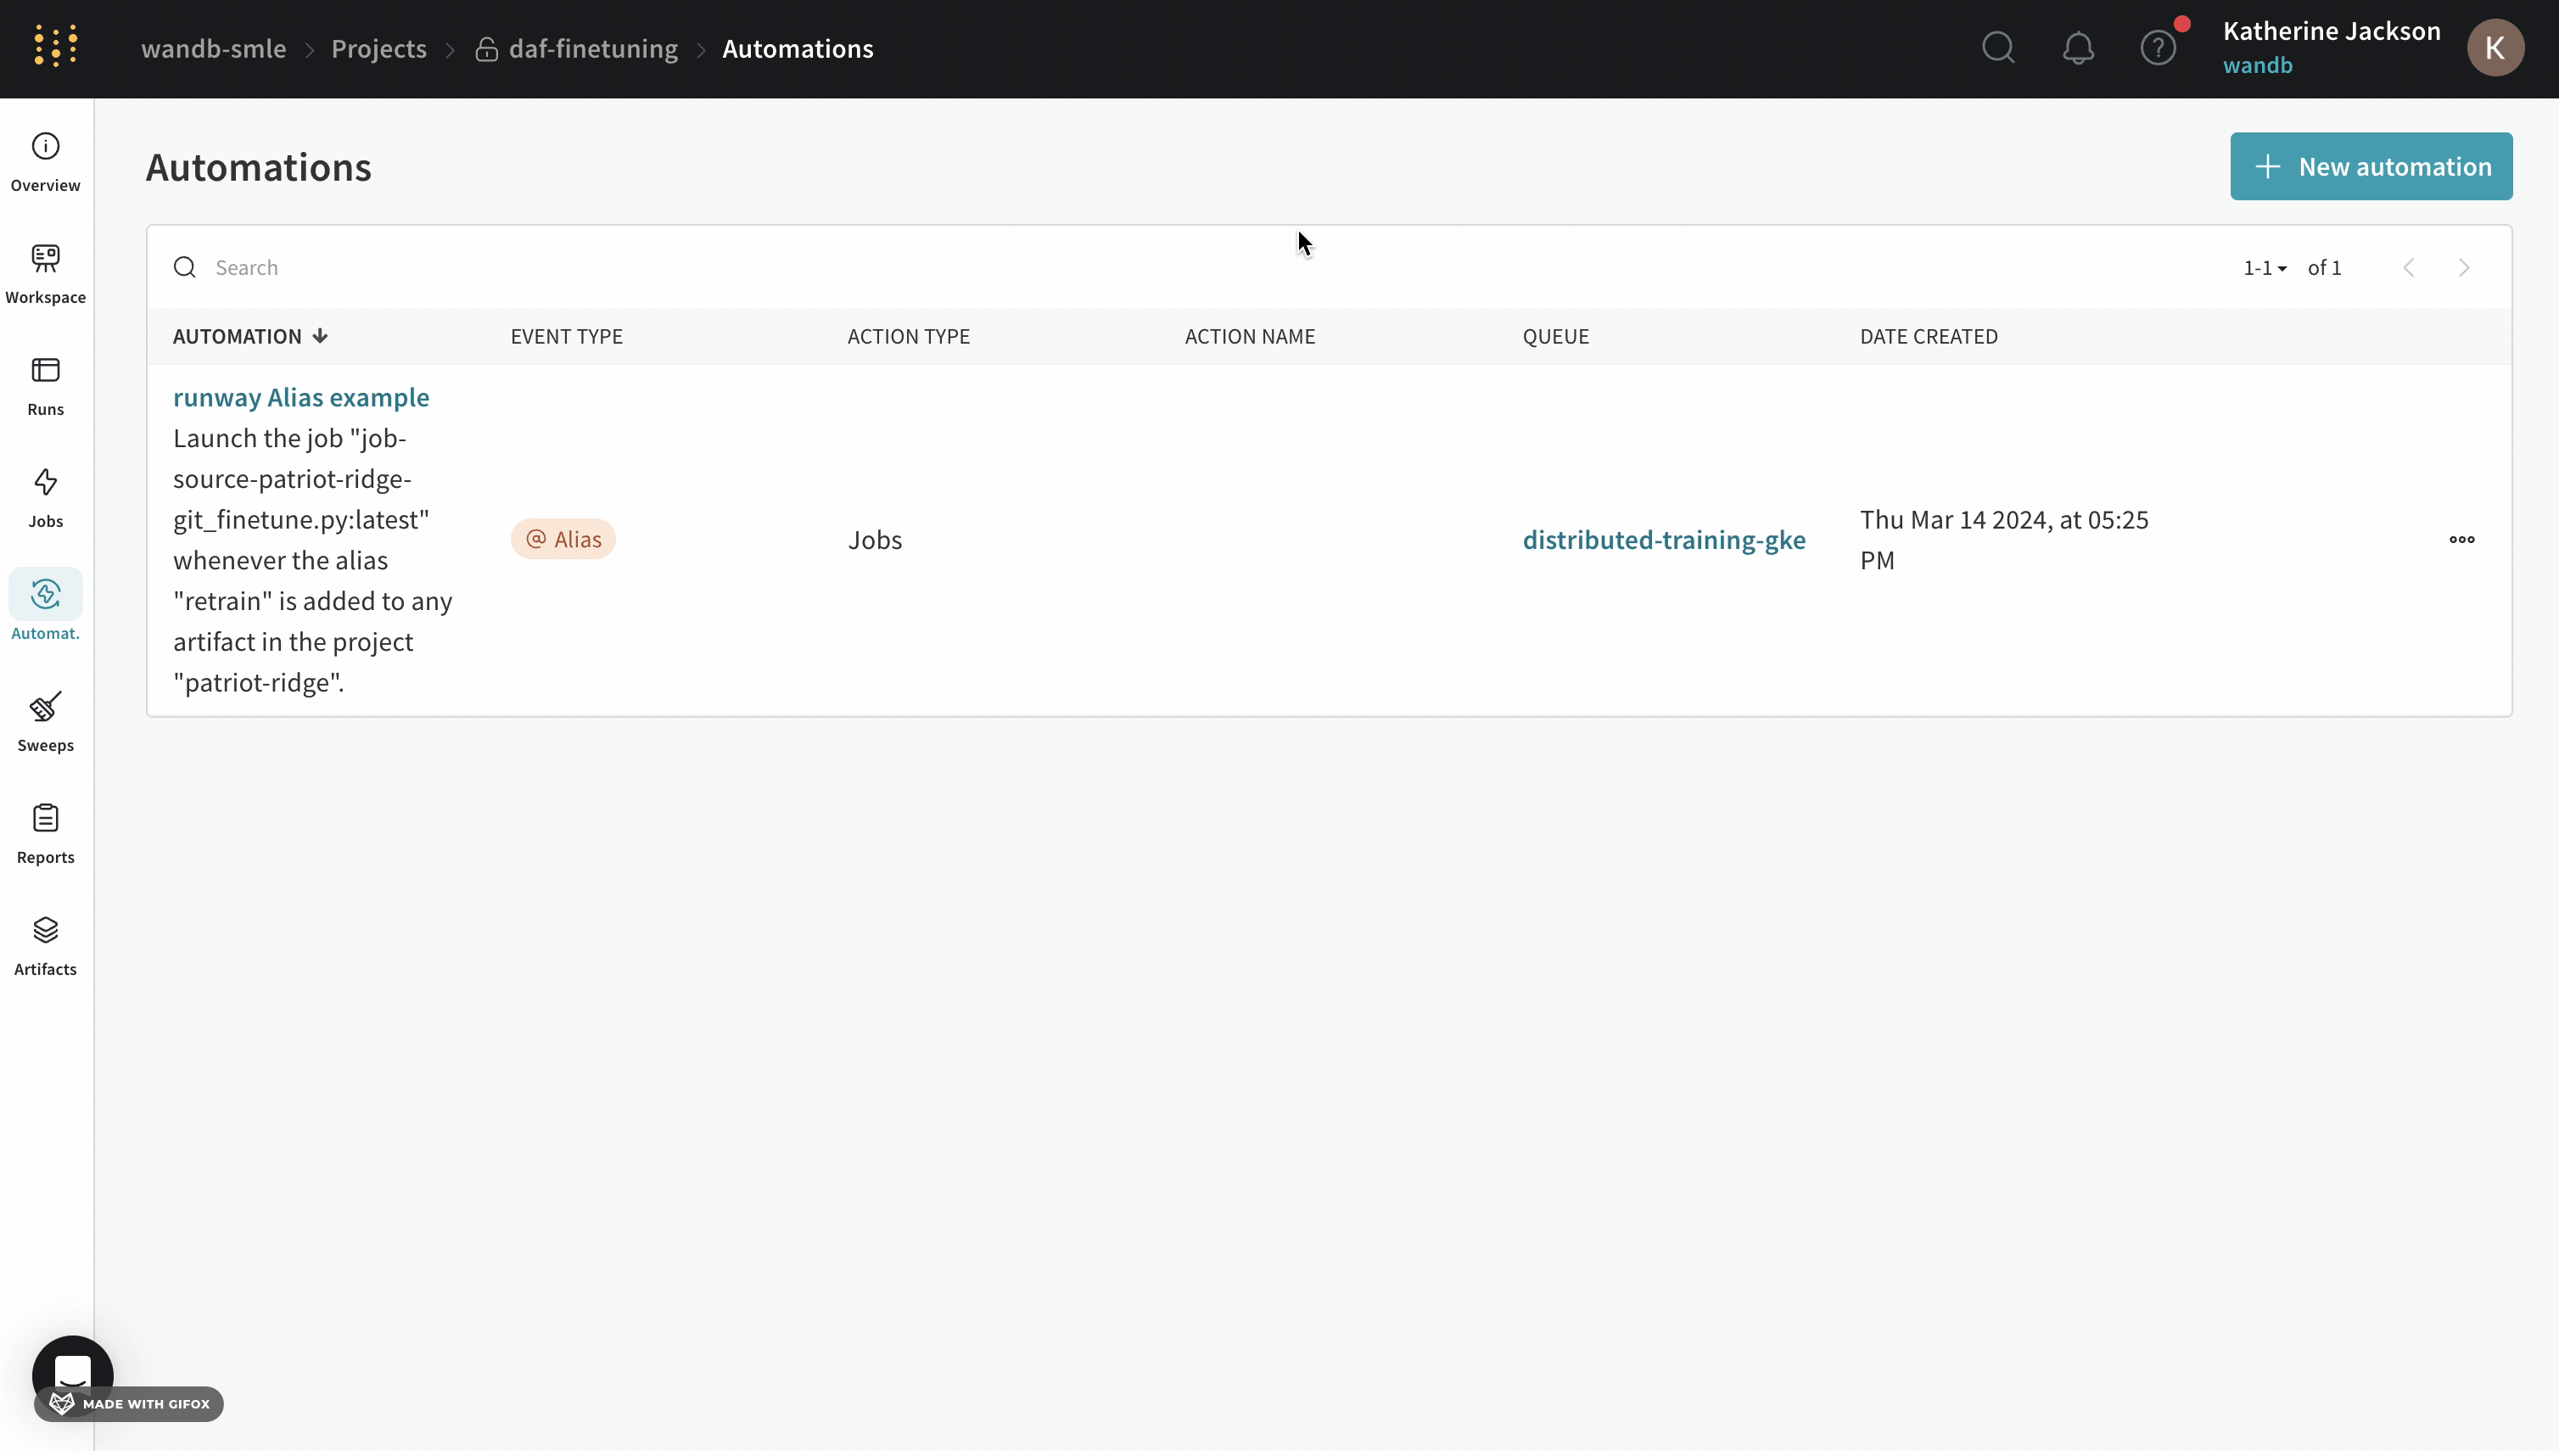 wandb-smle > Projects > daf-finetuning > Automations
Katherine Jackson
wandb
K
Overview
Workspace
Runs
Jobs
Automat.
Sweeps
Reports
Artifacts
Automations
+ New automation
Search
1-1 of 1
AUTOMATION ↓ EVENT TYPE ACTION TYPE ACTION NAME QUEUE DATE CREATED
runway Alias example
Launch the job "job-
source-patriot-ridge-
git_finetune.py:latest"
whenever the alias
"retrain" is added to any
artifact in the project
"patriot-ridge".
@ Alias
Jobs
distributed-training-gke
Thu Mar 14 2024, at 05:25
PM
MADE WITH GIFOX